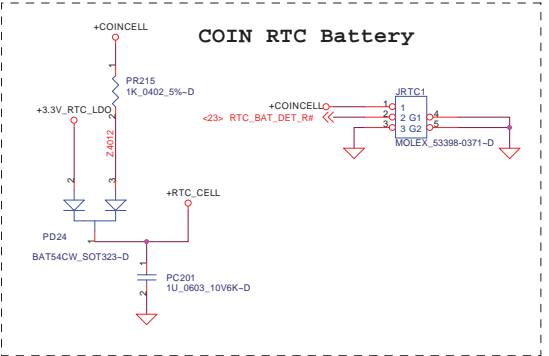 COIN RTC Battery
+COINCELL
1
PR215
1K_0402_5%~D
2
+3.3V_RTC_LDO
Z4012
2
3
+RTC_CELL
PD24
1
BAT54CW_SOT323~D
1
PC201
1U_0603_10V6K~D
2
JRTC1
+COINCELL
1
1
<23> RTC_BAT_DET_R#
2
2 G1
4
3
3 G2
5
MOLEX_53398-0371~D